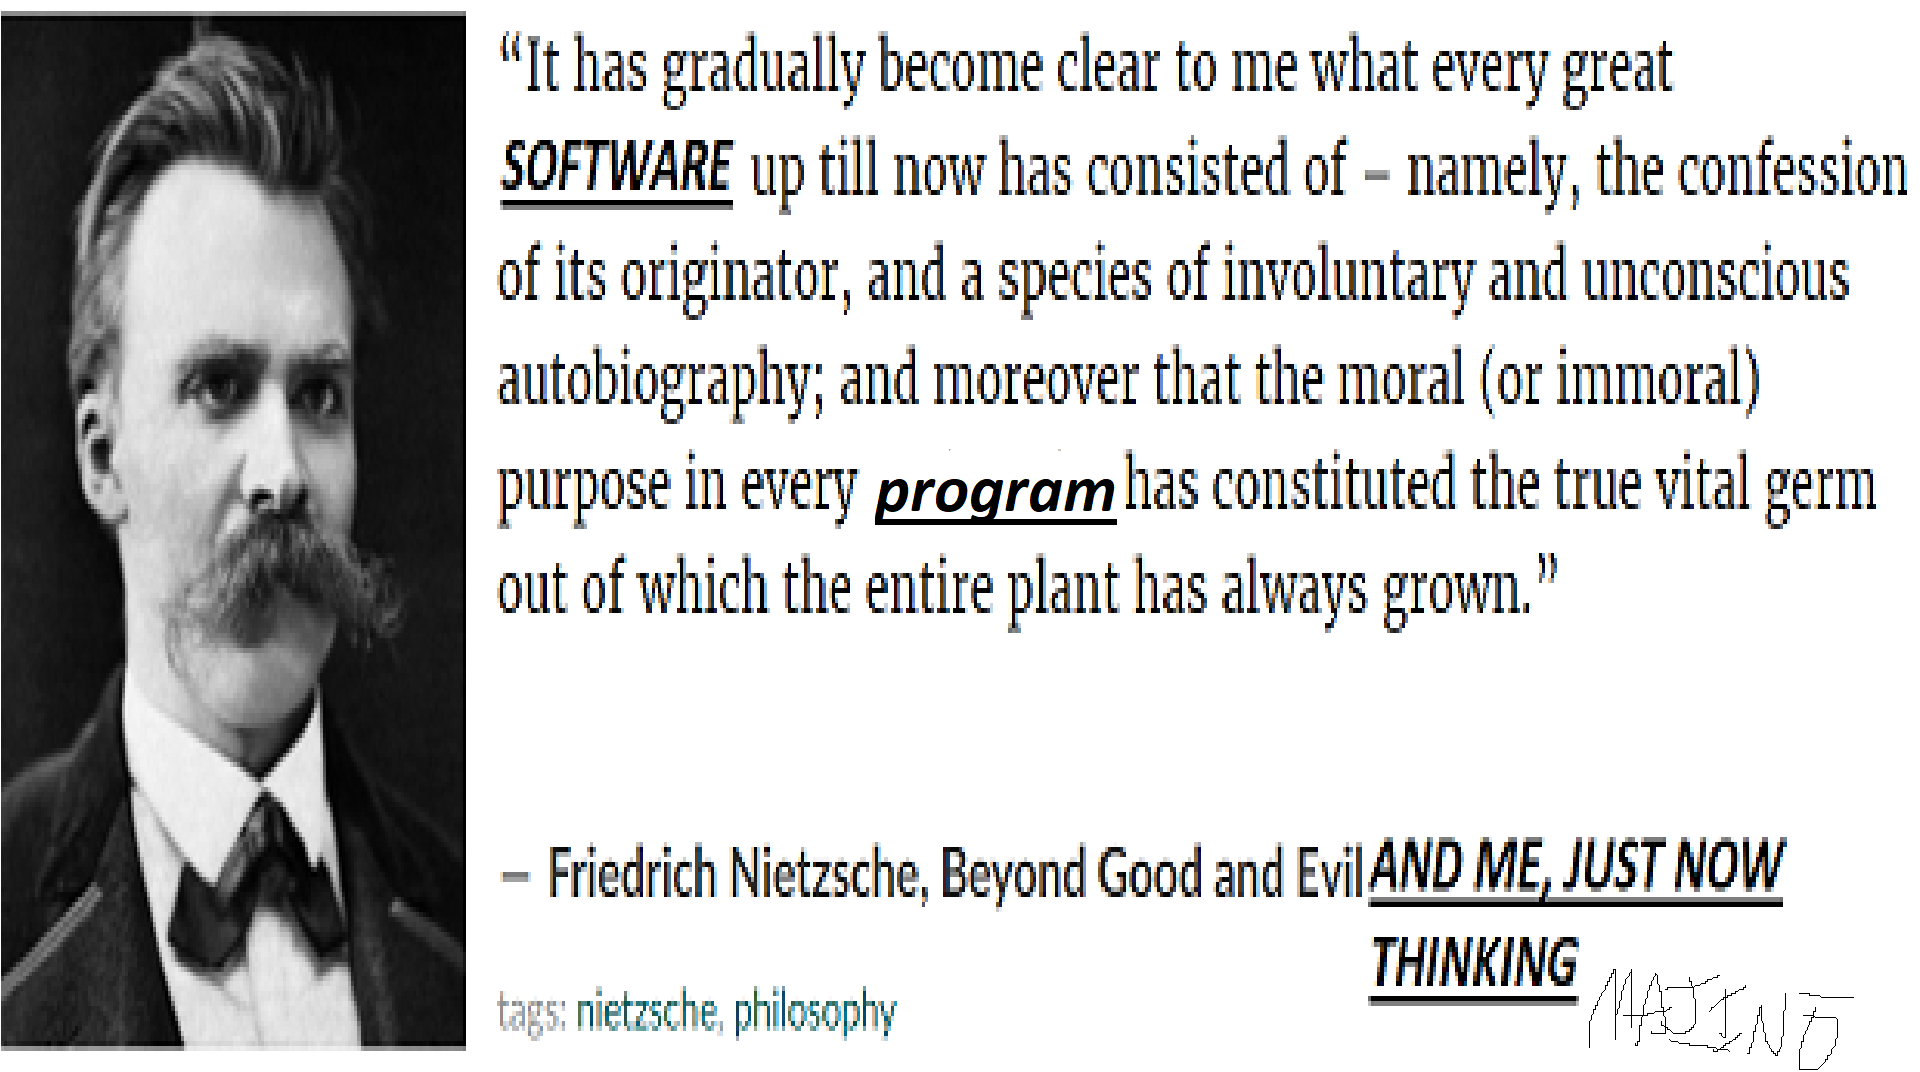 “It has gradually become clear to me what every great
SOFTWARE up till now has consisted of – namely, the confession
of its originator, and a species of involuntary and unconscious
autobiography; and moreover that the moral (or immoral)
purpose in every program has constituted the true vital germ
out of which the entire plant has always grown.”
– Friedrich Nietzsche, Beyond Good and Evil AND ME, JUST NOW
THINKING
tags: nietzsche, philosophy